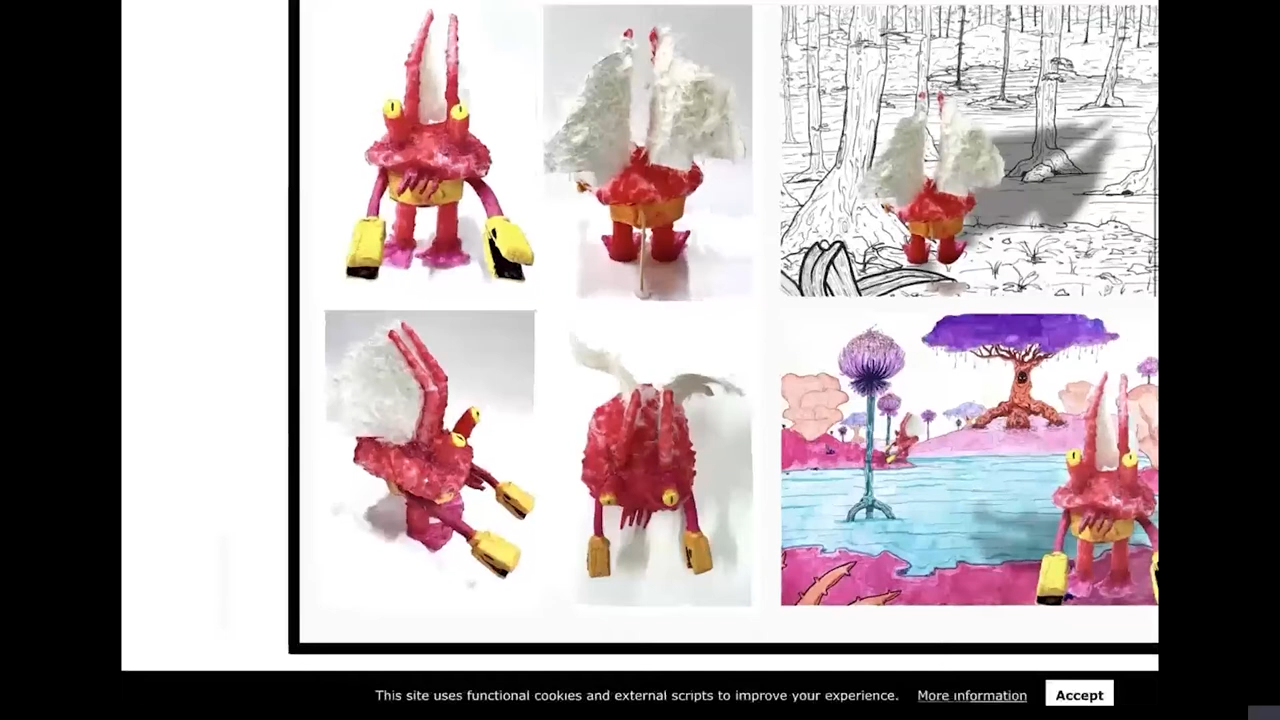 This site uses functional cookies and external scripts to improve your experience. More information Accept